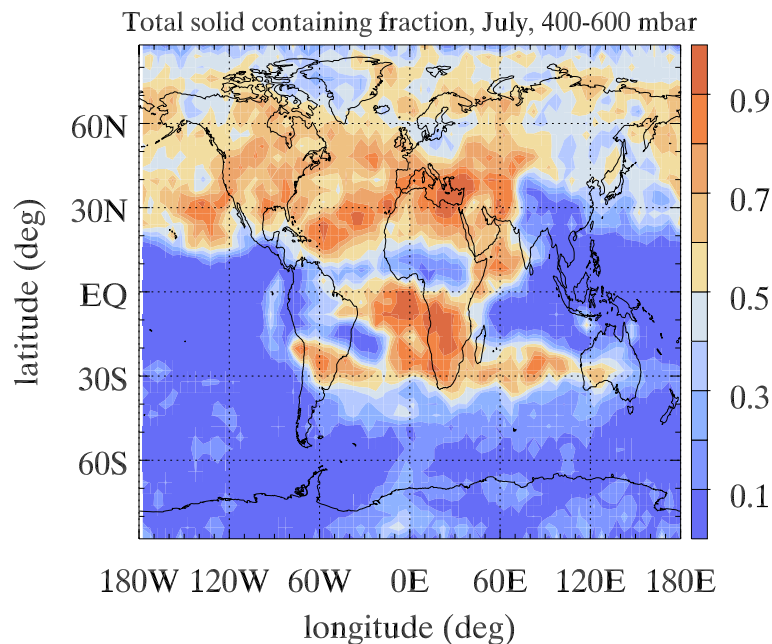 Total solid containing fraction, July, 400-600 mbar
60N
30N
EQ
30S
60S
latitude (deg)
180W 120W 60W 0E 60E 120E 180E
longitude (deg)
0.9
0.7
0.5
0.3
0.1